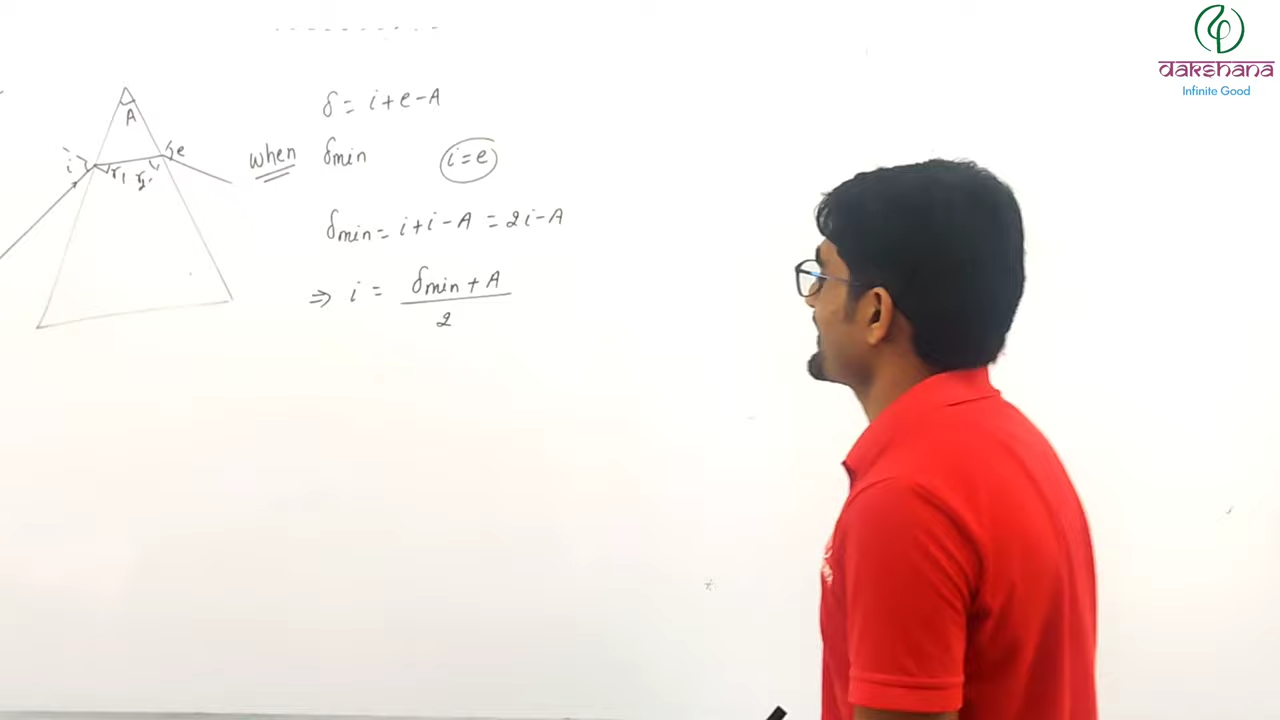 A
i
r₁
r₂
e
δ = i+e-A
when δmin i=e
δmin = i+i-A = 2i-A
⇒ i = δmin + A / 2
dakshana
Infinite Good